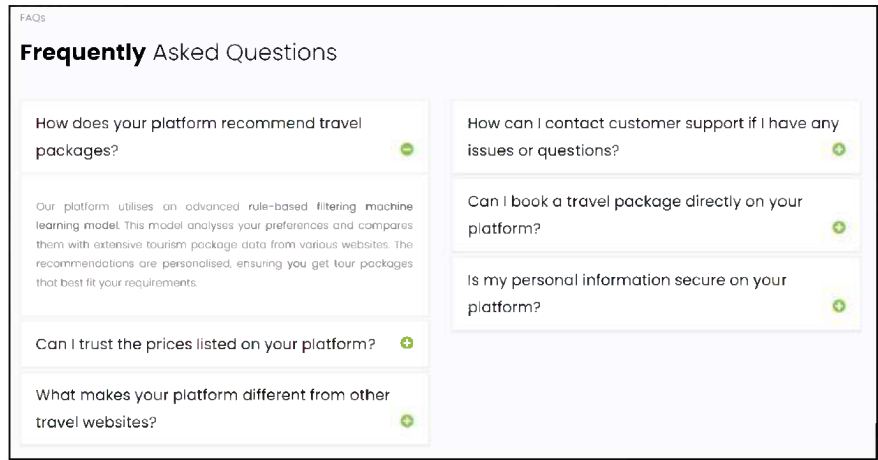 FAQs
Frequently Asked Questions
How does your platform recommend travel
packages?
Our platform utilises an advanced rule-based filtering machine
learning model. This model analyses your preferences and compares
them with extensive tourism package data from various websites. The
recommendations are personalised, ensuring you get tour packages
that best fit your requirements.
Can I trust the prices listed on your platform?
What makes your platform different from other
travel websites?
How can I contact customer support if I have any
issues or questions?
Can I book a travel package directly on your
platform?
Is my personal information secure on your
platform?